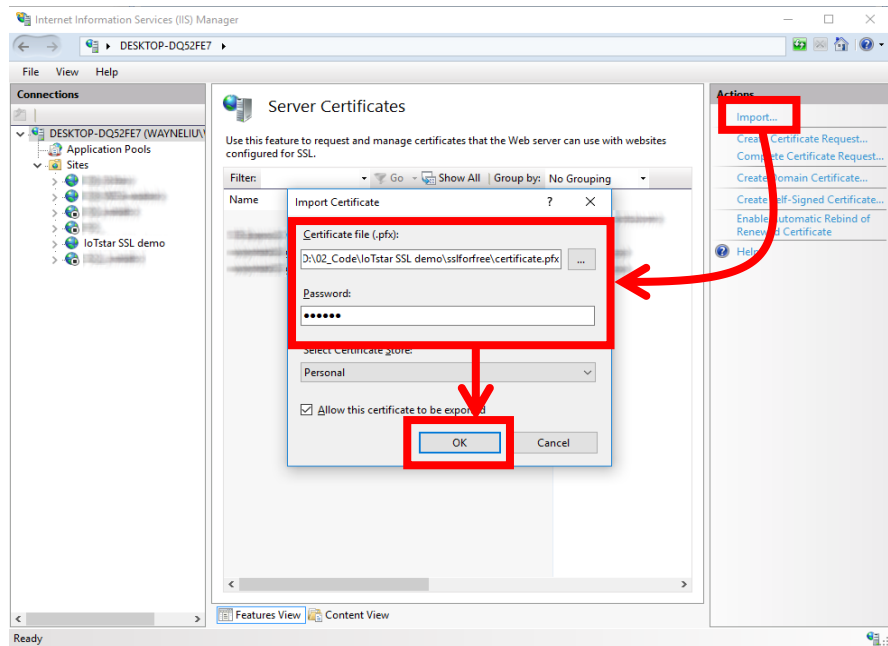 Internet Information Services (IIS) Manager
DESKTOP-DQ52FE7
File View Help
Connections
DESKTOP-DQ52FE7 (WAYNELIU\
Application Pools
Sites
IoTstar SSL demo
Server Certificates
Use this feature to request and manage certificates that the Web server can use with websites
configured for SSL.
Filter: Go Show All Group by: No Grouping
Name
Import Certificate ?
Certificate file (.pfx):
D:\02_Code\IoTstar SSL demo\sslforfree\certificate.pfx ...
Password:
••••••
Select Certificate Store:
Personal
Allow this certificate to be exported
OK Cancel
Features View Content View
Actions
Import...
Create Certificate Request...
Complete Certificate Request...
Create Domain Certificate...
Create Self-Signed Certificate...
Enable Automatic Rebind of
Renewed Certificate
Help
Ready